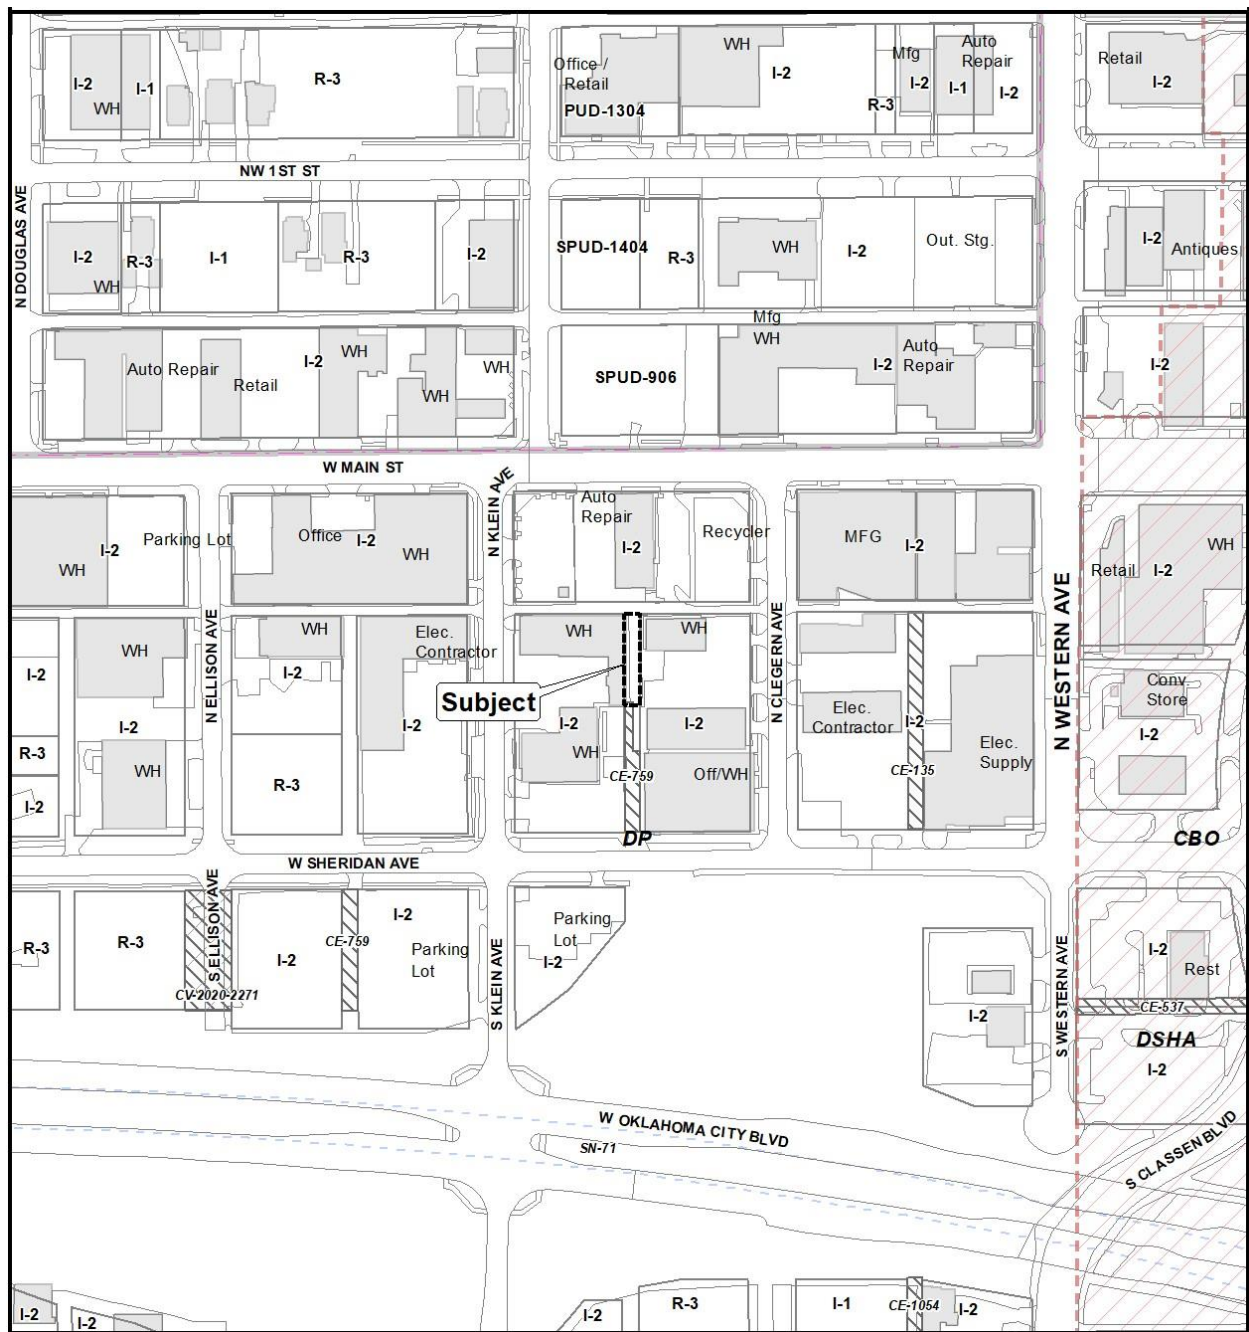 I-2
WH
I-1
R-3
Office /
Retail
PUD-1304
WH
I-2
R-3
Mfg
I-2
Auto
Repair
I-1
I-2
Retail
I-2
NW 1ST ST
N DOUGLAS AVE
I-2
WH
R-3
I-1
R-3
I-2
SPUD-1404
R-3
WH
I-2
Out. Stg.
I-2
Antiques
Auto Repair
Retail
I-2
WH
WH
WH
SPUD-906
Mfg
WH
I-2
Auto
Repair
I-2
W MAIN ST
N KLEIN AVE
WH
I-2
Parking Lot
Office
I-2
WH
Auto
Repair
I-2
Recycler
MFG
I-2
Retail
I-2
WH
N ELLISON AVE
N CLEGERN AVE
N WESTERN AVE
I-2
R-3
I-2
WH
I-2
WH
WH
I-2
R-3
Elec.
Contractor
I-2
Subject
WH
WH
I-2
WH
CE-759
I-2
Off/WH
DP
Elec.
Contractor
I-2
CE-135
Elec.
Supply
Conv.
Store
I-2
CBO
W SHERIDAN AVE
R-3
R-3
S ELLISON AVE
CV-2020-2271
I-2
CE-759
I-2
Parking
Lot
S KLEIN AVE
Parking
Lot
I-2
I-2
S WESTERN AVE
I-2
Rest
CE-537
DSHA
I-2
W OKLAHOMA CITY BLVD
SN-71
S CLASSEN BLVD
I-2
I-2
I-2
R-3
I-1
CE-1054
I-2